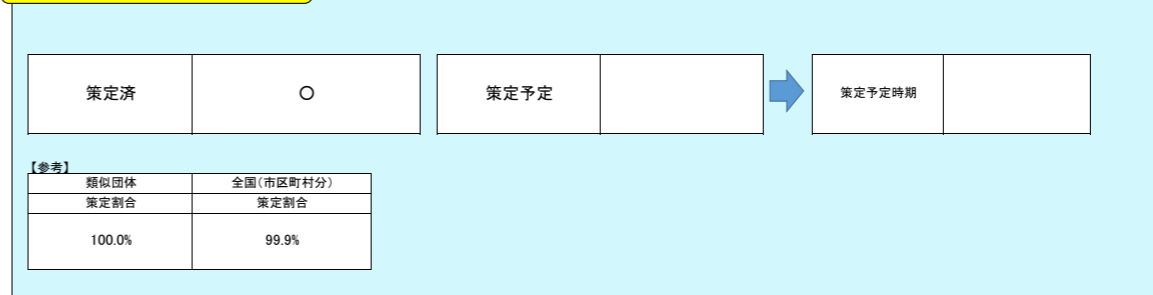 策定済 ○ 策定予定 策定予定時期
【参考】
類似団体 全国(市区町村分)
策定割合 策定割合
100.0% 99.9%